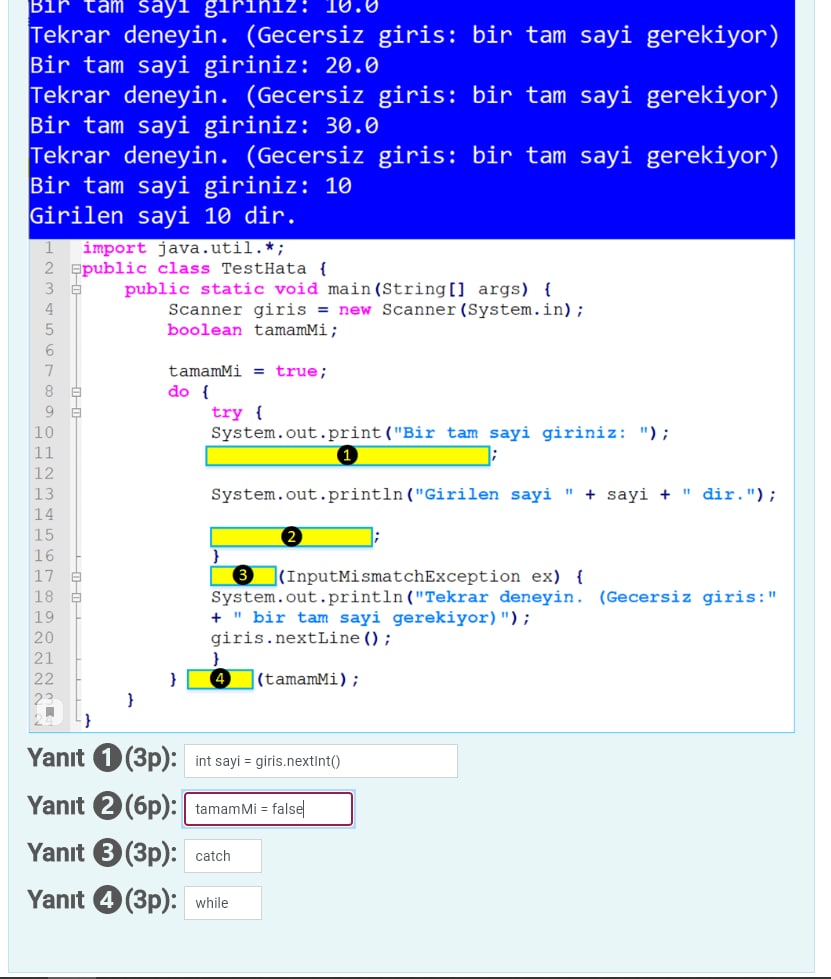 Bir tam sayi giriniz: 10.0
Tekrar deneyin. (Gecersiz giris: bir tam sayi gerekiyor)
Bir tam sayi giriniz: 20.0
Tekrar deneyin. (Gecersiz giris: bir tam sayi gerekiyor)
Bir tam sayi giriniz: 30.0
Tekrar deneyin. (Gecersiz giris: bir tam sayi gerekiyor)
Bir tam sayi giriniz: 10
Girilen sayi 10 dir.
1 import java.util.*;
2 public class TestHata {
3 public static void main(String[] args) {
4 Scanner giris = new Scanner(System.in);
5 boolean tamamMi;
6
7 tamamMi = true;
8 do {
9 try {
10 System.out.print("Bir tam sayi giriniz: ");
11 1 ;
12
13 System.out.println("Girilen sayi " + sayi + " dir.");
14
15 2 ;
16 }
17 3 (InputMismatchException ex) {
18 System.out.println("Tekrar deneyin. (Gecersiz giris:"
19 + " bir tam sayi gerekiyor)");
20 giris.nextLine();
21 }
22 } 4 (tamamMi);
23 }
24 }
Yanıt 1 (3p): int sayi = giris.nextInt()
Yanıt 2 (6p): tamamMi = false
Yanıt 3 (3p): catch
Yanıt 4 (3p): while